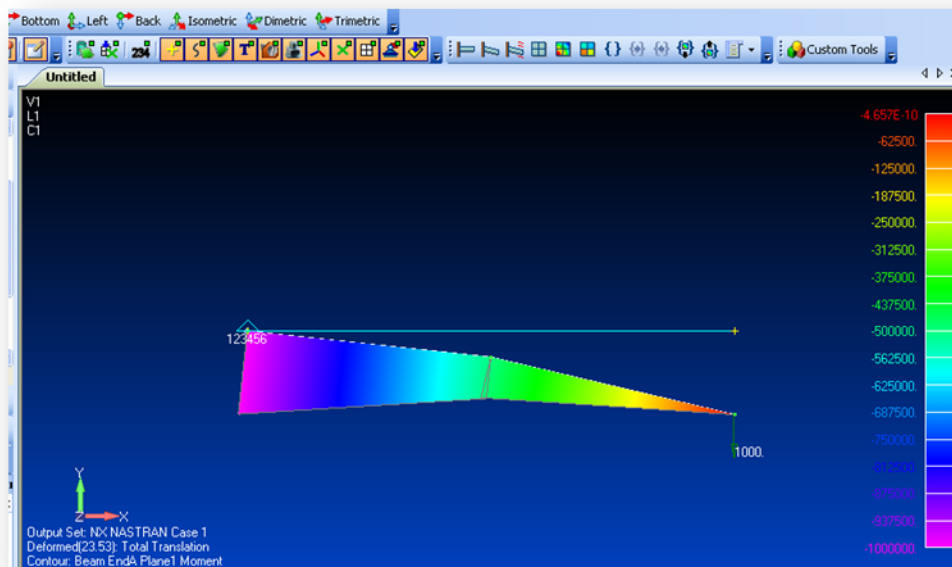 Bottom Left Back Isometric Dimetric Trimetric
234 T {} Custom Tools
Untitled
V1
L1
C1
-4.657E-10
-62500.
-125000.
-187500.
-250000.
-312500.
-375000.
-437500.
-500000.
-562500.
-625000.
-687500.
-750000.
-812500.
-875000.
-937500.
-1000000.
123456
1000.
Y
Z X
Output Set: NX NASTRAN Case 1
Deformed(23.53): Total Translation
Contour: Beam EndA Plane1 Moment